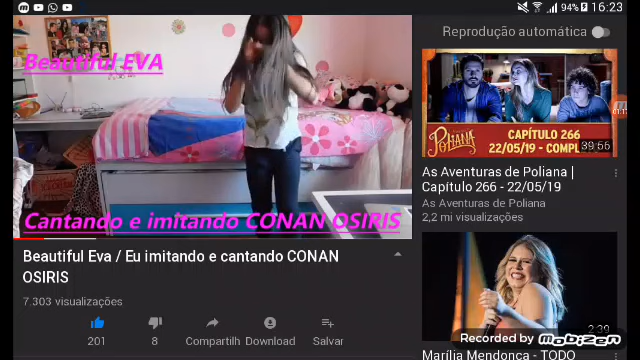 94% 16:23
Beautiful EVA
Cantando e imitando CONAN OSIRIS
Beautiful Eva / Eu imitando e cantando CONAN
OSIRIS
7.303 visualizações
201
8
Compartilh
Download
Salvar
Reprodução automática
POLIANA
CAPÍTULO 266
22/05/19 - COMPL
39:56
As Aventuras de Poliana |
Capítulo 266 - 22/05/19
As Aventuras de Poliana
2,2 mi visualizações
2:39
Marília Mendonça - TODO
Recorded by MOBIZEN